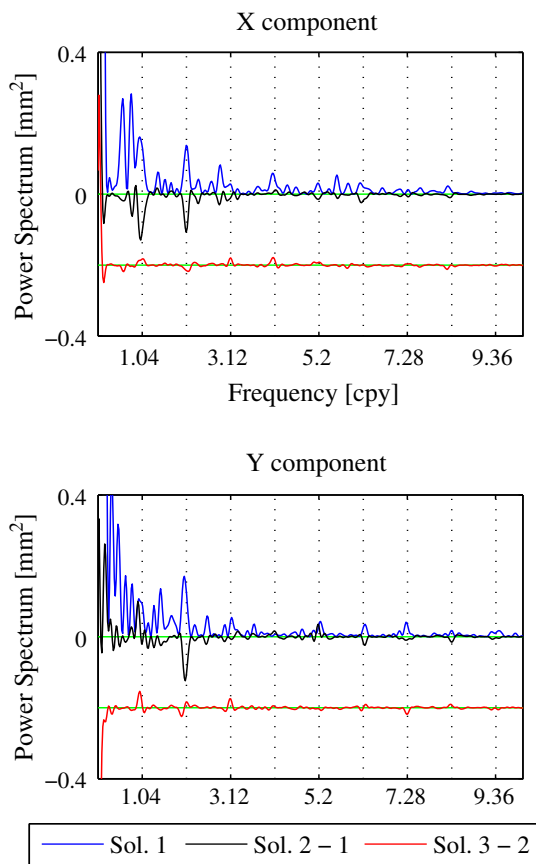 X component
Power Spectrum [mm²]
0.4
0
−0.4
1.04 3.12 5.2 7.28 9.36
Frequency [cpy]
Y component
Power Spectrum [mm²]
0.4
0
−0.4
1.04 3.12 5.2 7.28 9.36
Sol. 1 Sol. 2 − 1 Sol. 3 − 2